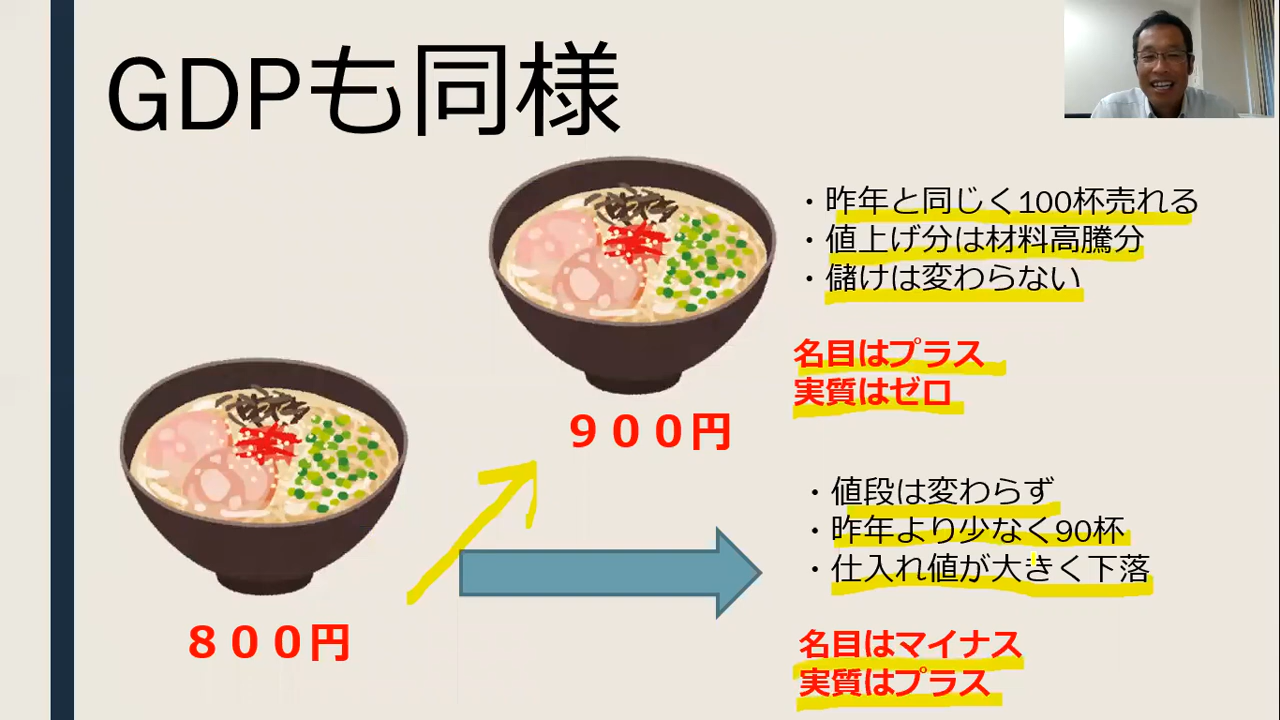 GDPも同様
・昨年と同じく100杯売れる
・値上げ分は材料高騰分
・儲けは変わらない
名目はプラス
実質はゼロ
９００円
・値段は変わらず
・昨年より少なく90杯
・仕入れ値が大きく下落
８００円
名目はマイナス
実質はプラス